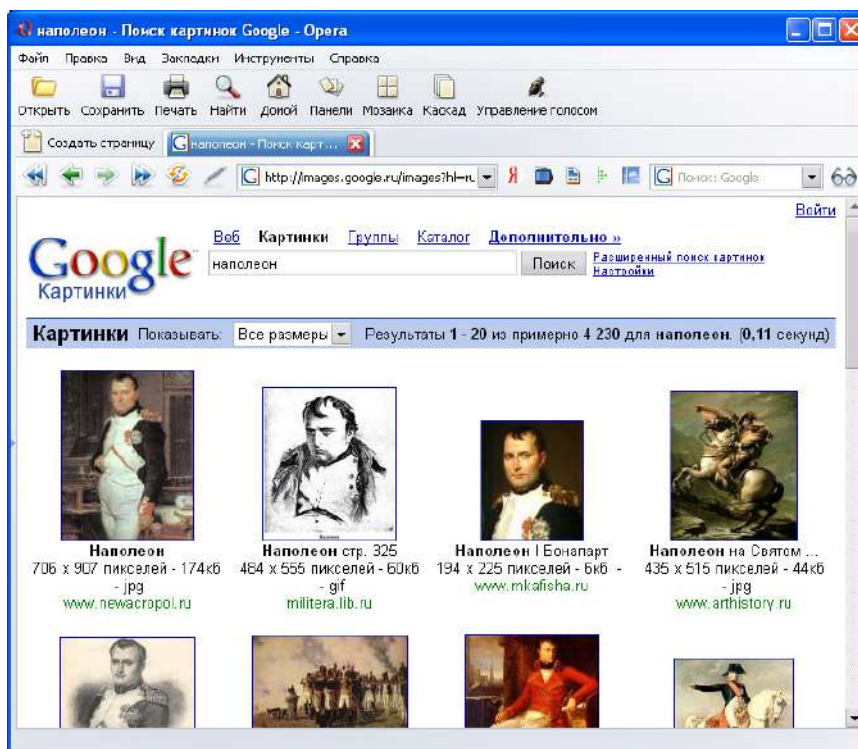 наполеон - Поиск картинок Google - Opera
Файл Правка Вид Закладки Инструменты Справка
Открыть Сохранить Печать Найти Домой Панели Мозаика Каскад Управление голосом
Создать страницу наполеон - Поиск карт...
http://images.google.ru/images?hl=ru Поиск: Google
Войти
Веб Картинки Группы Каталог Дополнительно »
Google
наполеон Поиск Расширенный поиск картинок
Настройки
Картинки
Картинки Показывать: Все размеры Результаты 1 - 20 из примерно 4 230 для наполеон. (0,11 секунд)
Наполеон Наполеон стр. 325 Наполеон I Бонапарт Наполеон на Святом ...
706 x 907 пикселей - 174кб 484 x 555 пикселей - 60кб 194 x 225 пикселей - 6кб - 435 x 515 пикселей - 44кб
- jpg - gif www.mkafisha.ru - jpg
www.newacropol.ru militera.lib.ru www.arthistory.ru